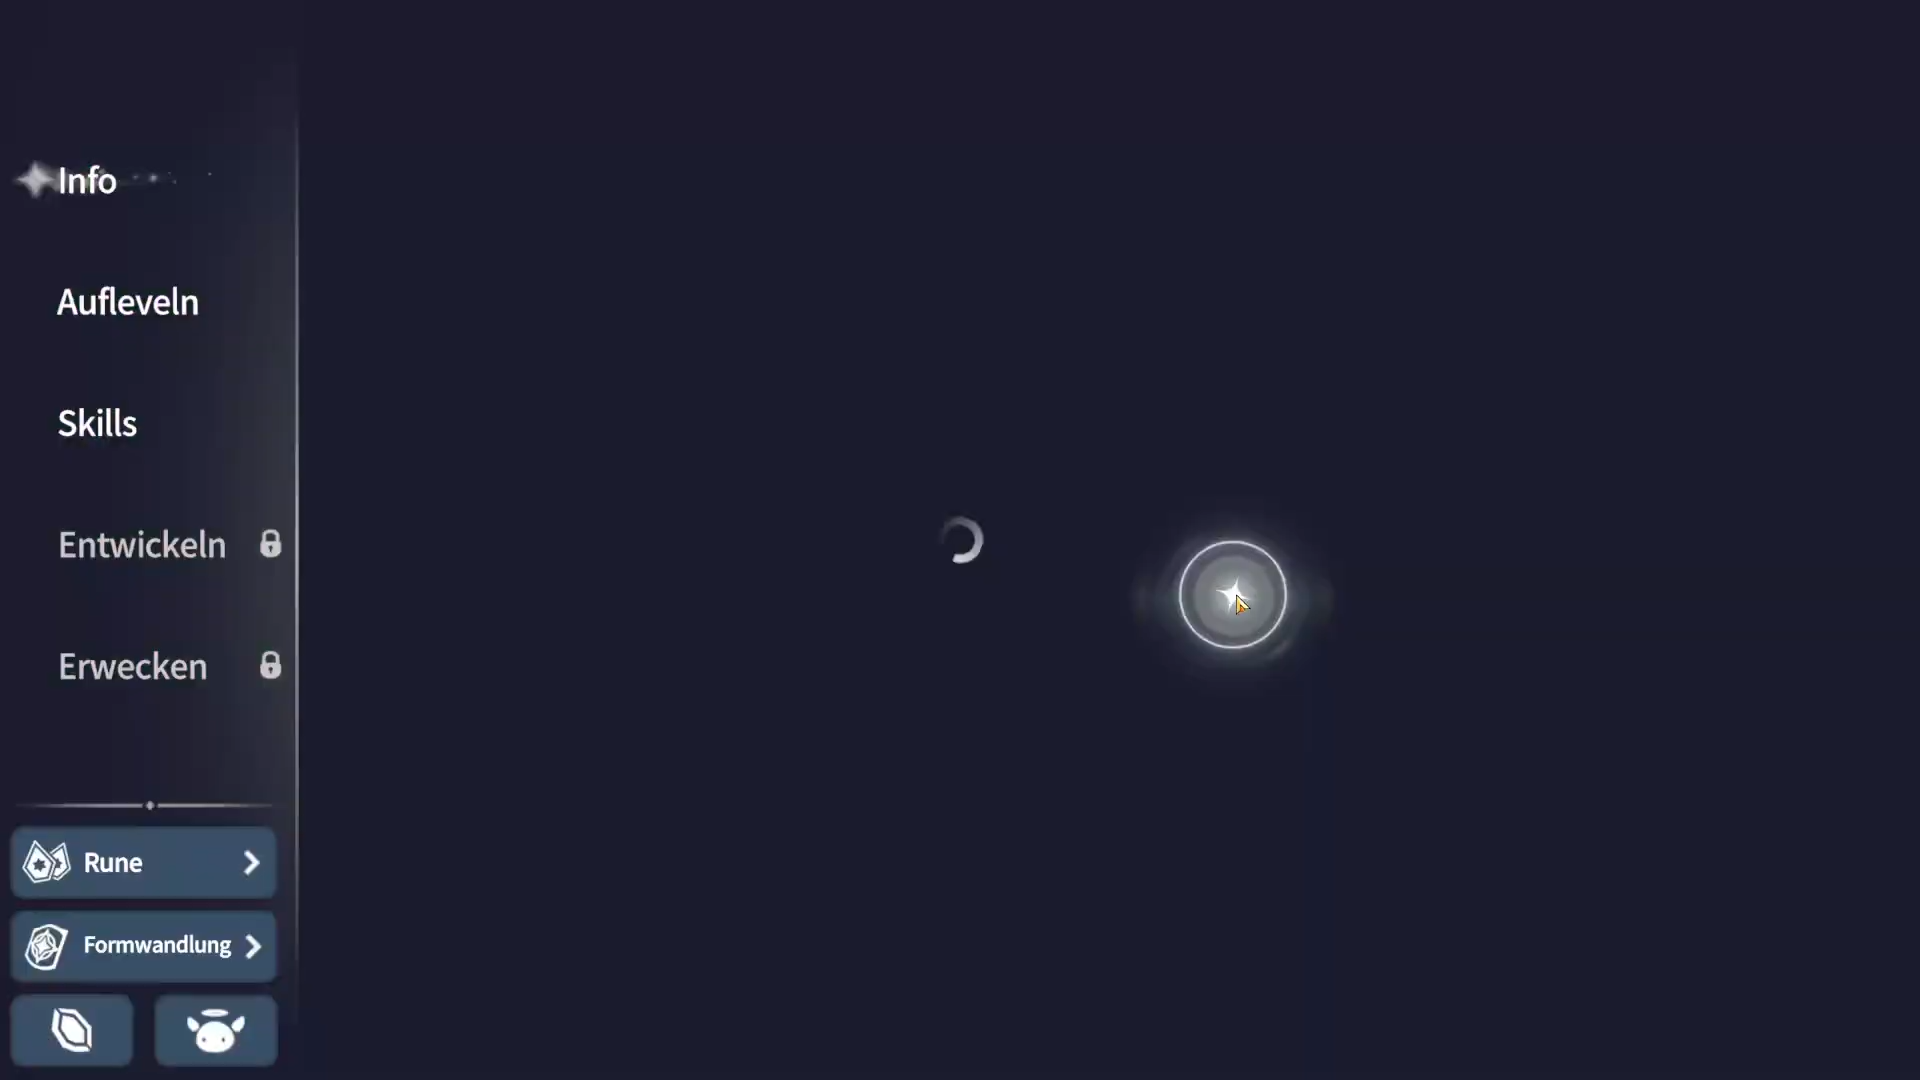 Info
Aufleveln
Skills
Entwickeln
Erwecken
Rune
Formwandlung